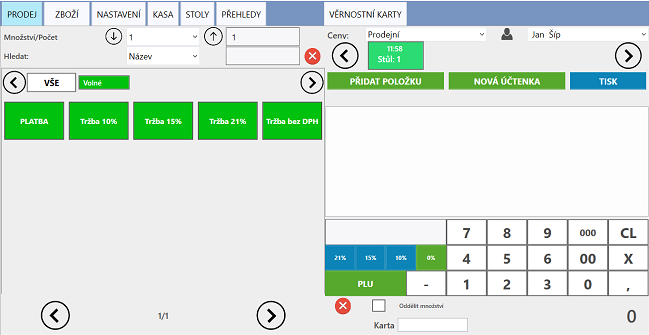 PRODEJ ZBOŽÍ NASTAVENÍ KASA STOLY PŘEHLEDY VĚRNOSTNÍ KARTY
Množství/Počet 1 1 Ceny: Prodejní Jan Šíp
Hledat: Název
11:58
Stůl: 1
VŠE Volné PŘIDAT POLOŽKU NOVÁ ÚČTENKA TISK
PLATBA Tržba 10% Tržba 15% Tržba 21% Tržba bez DPH
7 8 9 000 CL
21% 15% 10% 0% 4 5 6 00 X
PLU - 1 2 3 0 ,
1/1 Oddělit množství 0
Karta